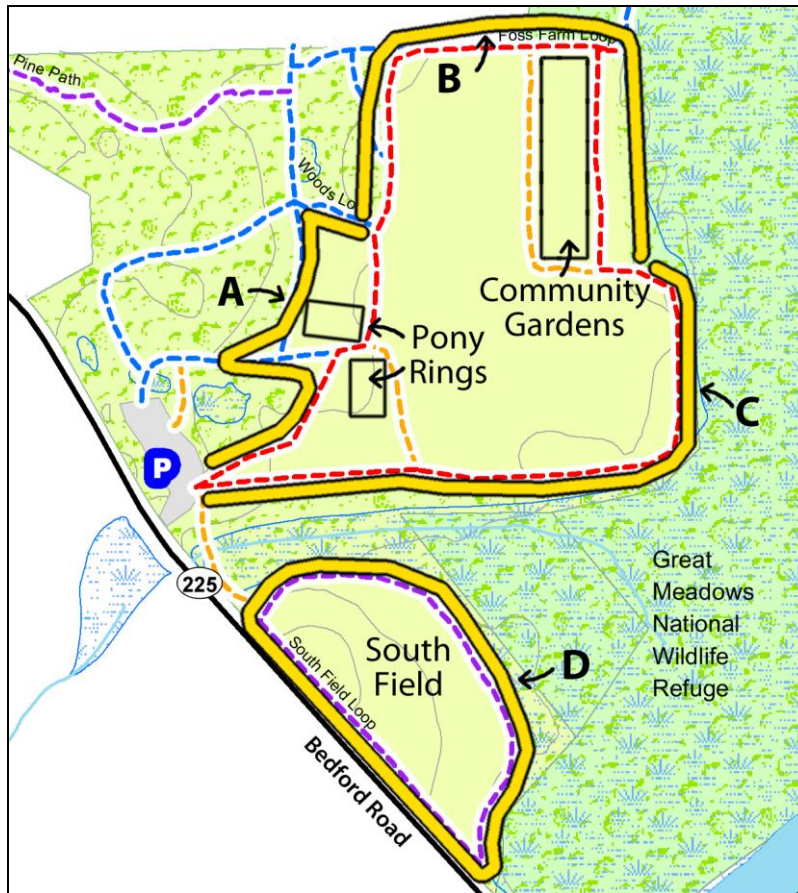 Foss Farm Loop
B
Pine Path
Woods Lo
A
Community
Gardens
Pony
Rings
C
P
225
Great
Meadows
National
Wildlife
Refuge
South
Field
D
South Field Loop
Bedford Road